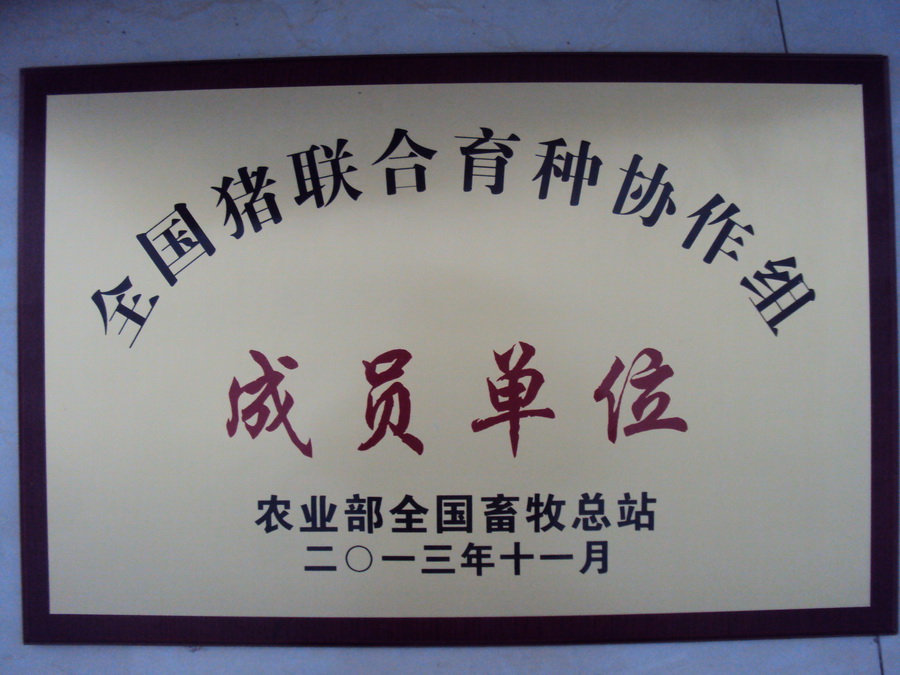 全国猪联合育种协作组
成员单位
农业部全国畜牧总站
二〇一三年十一月